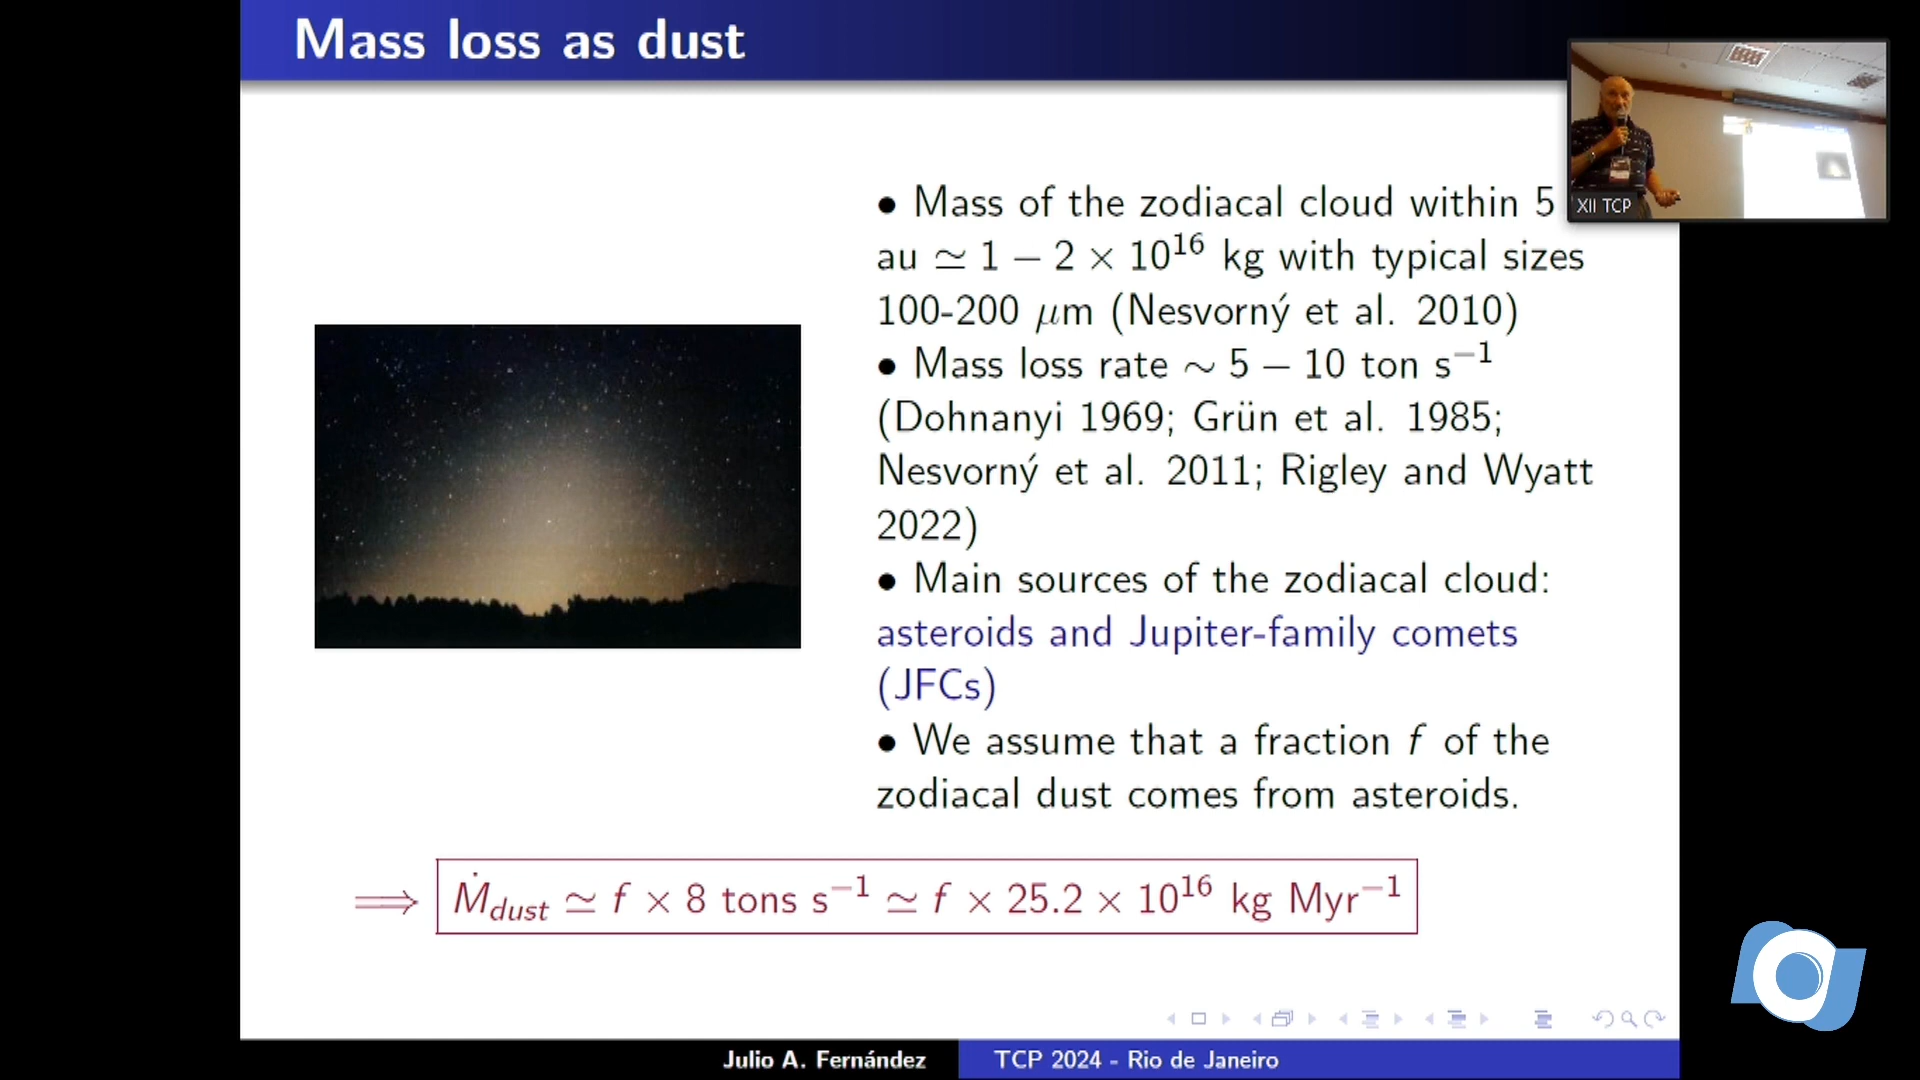 Mass loss as dust
XII TCP
• Mass of the zodiacal cloud within 5
au ≃ 1 − 2 × 10¹⁶ kg with typical sizes
100-200 μm (Nesvorný et al. 2010)
• Mass loss rate ∼ 5 − 10 ton s⁻¹
(Dohnanyi 1969; Grün et al. 1985;
Nesvorný et al. 2011; Rigley and Wyatt
2022)
• Main sources of the zodiacal cloud:
asteroids and Jupiter-family comets
(JFCs)
• We assume that a fraction f of the
zodiacal dust comes from asteroids.
⟹ Ṁ_dust ≃ f × 8 tons s⁻¹ ≃ f × 25.2 × 10¹⁶ kg Myr⁻¹
Julio A. Fernández
TCP 2024 - Rio de Janeiro